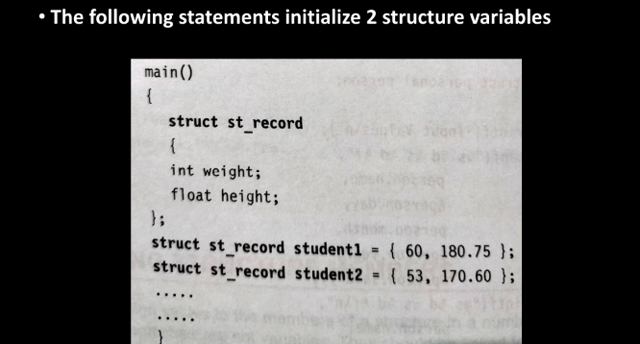 • The following statements initialize 2 structure variables
main()
{
struct st_record
{
int weight;
float height;
};
struct st_record student1 = { 60, 180.75 };
struct st_record student2 = { 53, 170.60 };
.....
.....
}